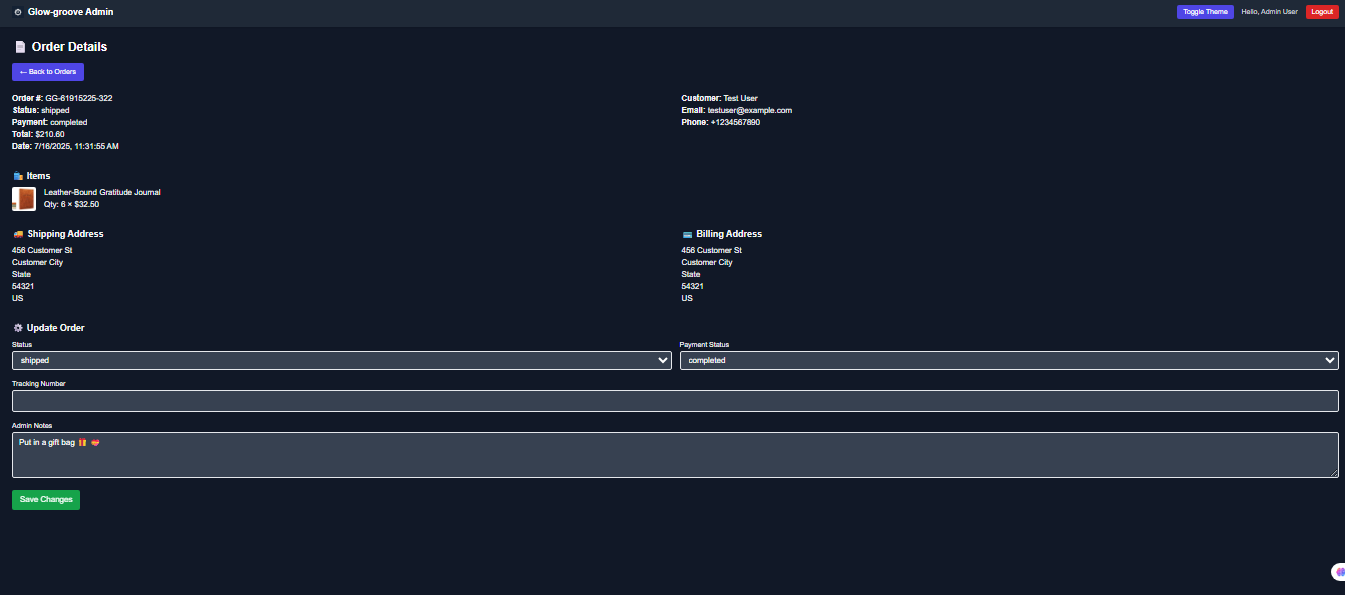 Glow-groove Admin
Toggle Theme
Hello, Admin User
Logout
Order Details
← Back to Orders
Order #: GG-61915225-322
Status: shipped
Payment: completed
Total: $210.60
Date: 7/16/2025, 11:31:55 AM
Customer: Test User
Email: testuser@example.com
Phone: +1234567890
Items
Leather-Bound Gratitude Journal
Qty: 6 × $32.50
Shipping Address
456 Customer St
Customer City
State
54321
US
Billing Address
456 Customer St
Customer City
State
54321
US
Update Order
Status
shipped
Payment Status
completed
Tracking Number
Admin Notes
Put in a gift bag 🎁 💝
Save Changes